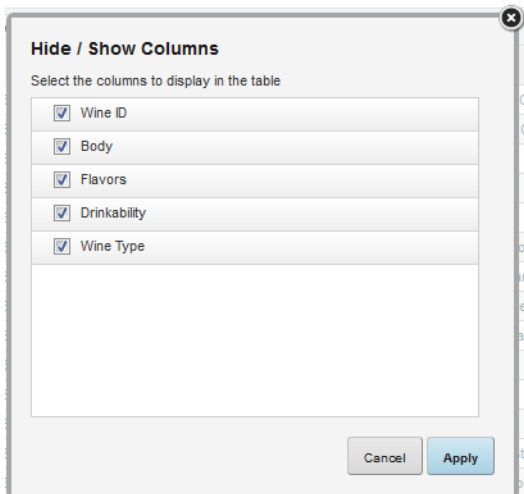 Hide / Show Columns
Select the columns to display in the table
Wine ID
Body
Flavors
Drinkability
Wine Type
Cancel
Apply